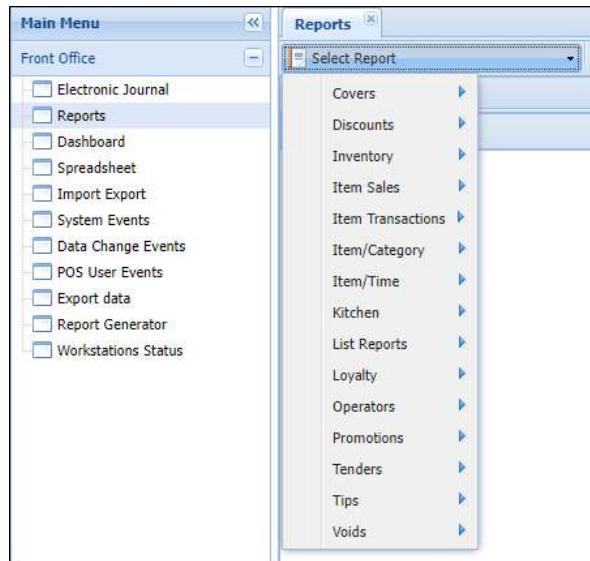 Main Menu
Front Office
Electronic Journal
Reports
Dashboard
Spreadsheet
Import Export
System Events
Data Change Events
POS User Events
Export data
Report Generator
Workstations Status
Reports
Select Report
Covers
Discounts
Inventory
Item Sales
Item Transactions
Item/Category
Item/Time
Kitchen
List Reports
Loyalty
Operators
Promotions
Tenders
Tips
Voids